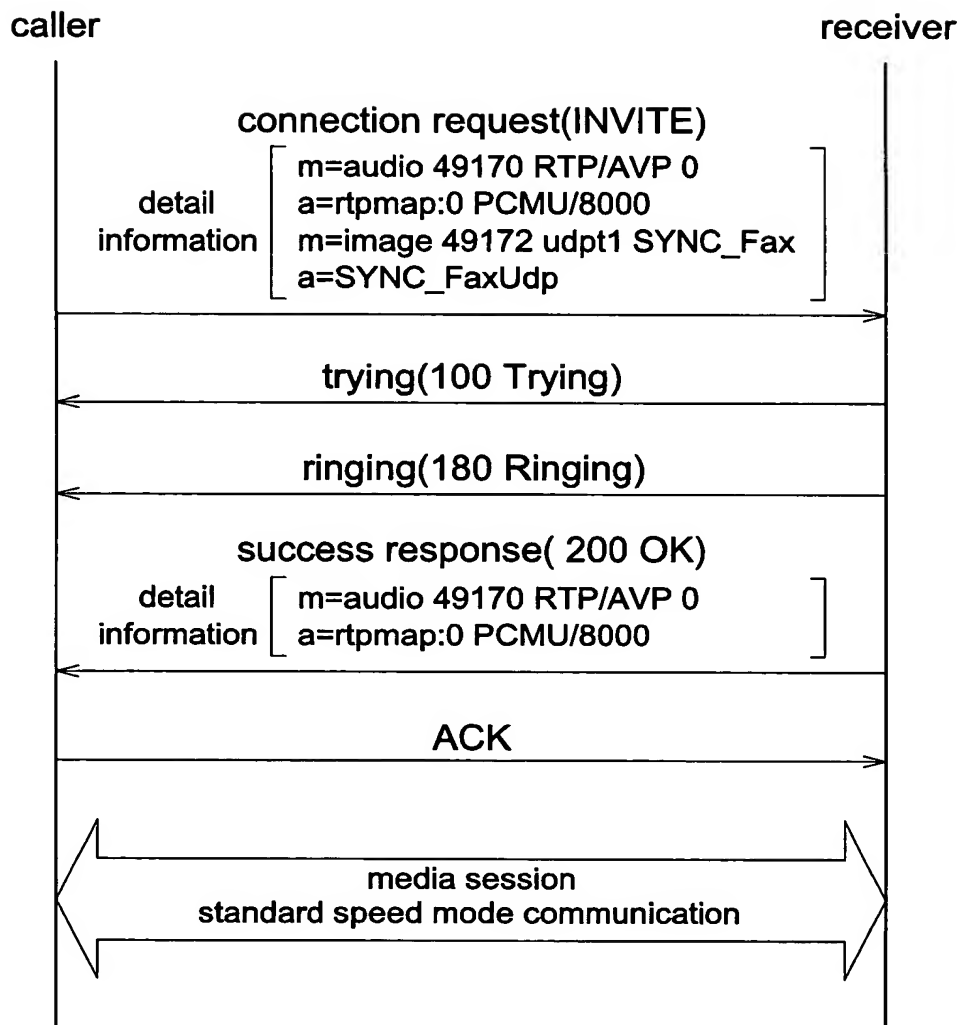 caller
receiver
connection request(INVITE)
detail
information
m=audio 49170 RTP/AVP 0
a=rtpmap:0 PCMU/8000
m=image 49172 udpt1 SYNC_Fax
a=SYNC_FaxUdp
trying(100 Trying)
ringing(180 Ringing)
success response( 200 OK)
detail
information
m=audio 49170 RTP/AVP 0
a=rtpmap:0 PCMU/8000
ACK
media session
standard speed mode communication